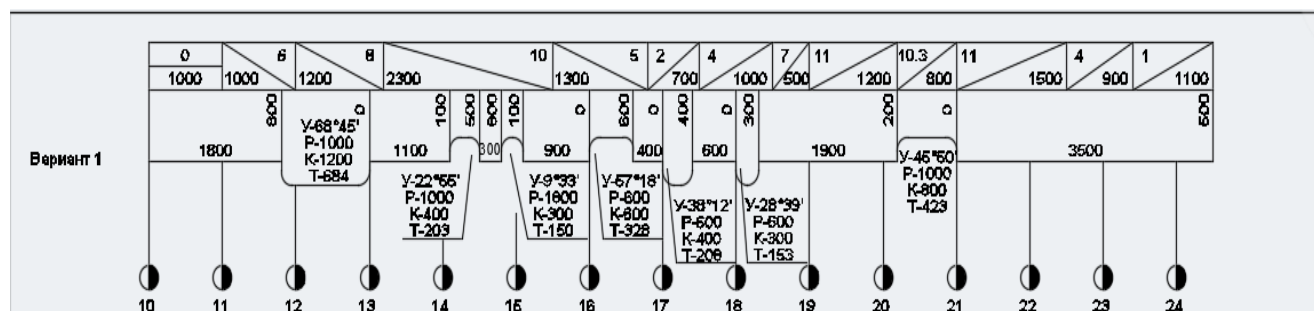 0 6 8 10 5 2 4 7 11 10.3 11 4 1
1000 1000 1200 2300 1300 700 1000 500 1200 800 1500 900 1100
800 0 100 500 800 100 0 600 0 400 0 300 200 0 500
Вариант 1
1800 1100 300 900 400 600 1900 3500
У-68°45'
Р-1000
К-1200
Т-684
У-22°55'
Р-1000
К-400
Т-203
У-9°33'
Р-1800
К-300
Т-150
У-57°18'
Р-600
К-600
Т-328
У-38°12'
Р-600
К-400
Т-208
У-28°39'
Р-600
К-300
Т-153
У-45°50'
Р-1000
К-800
Т-423
10 11 12 13 14 15 16 17 18 19 20 21 22 23 24